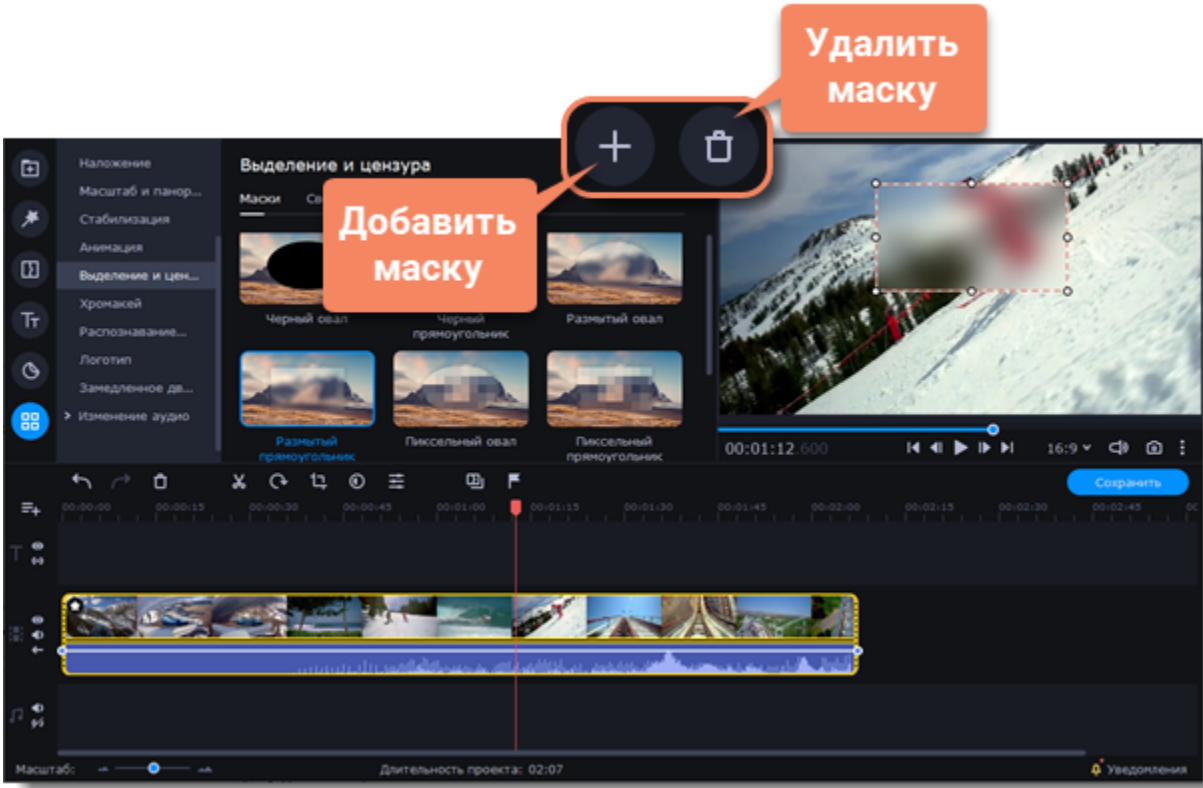 Удалить
маску
Добавить
маску
Наложение
Масштаб и панор...
Стабилизация
Анимация
Выделение и цен...
Хромакей
Распознавание...
Логотип
Замедленное дв...
Изменение аудио
Выделение и цензура
Маски
Св
Черный овал
Черный
прямоугольник
Размытый овал
Размытый
прямоугольник
Пиксельный овал
Пиксельный
прямоугольник
00:01:12.600
16:9
Сохранить
00:00:00 00:00:15 00:00:30 00:00:45 00:01:00 00:01:15 00:01:30 00:01:45 00:02:00 00:02:15 00:02:30 00:02:45 00
Масштаб:
Длительность проекта: 02:07
Уведомления